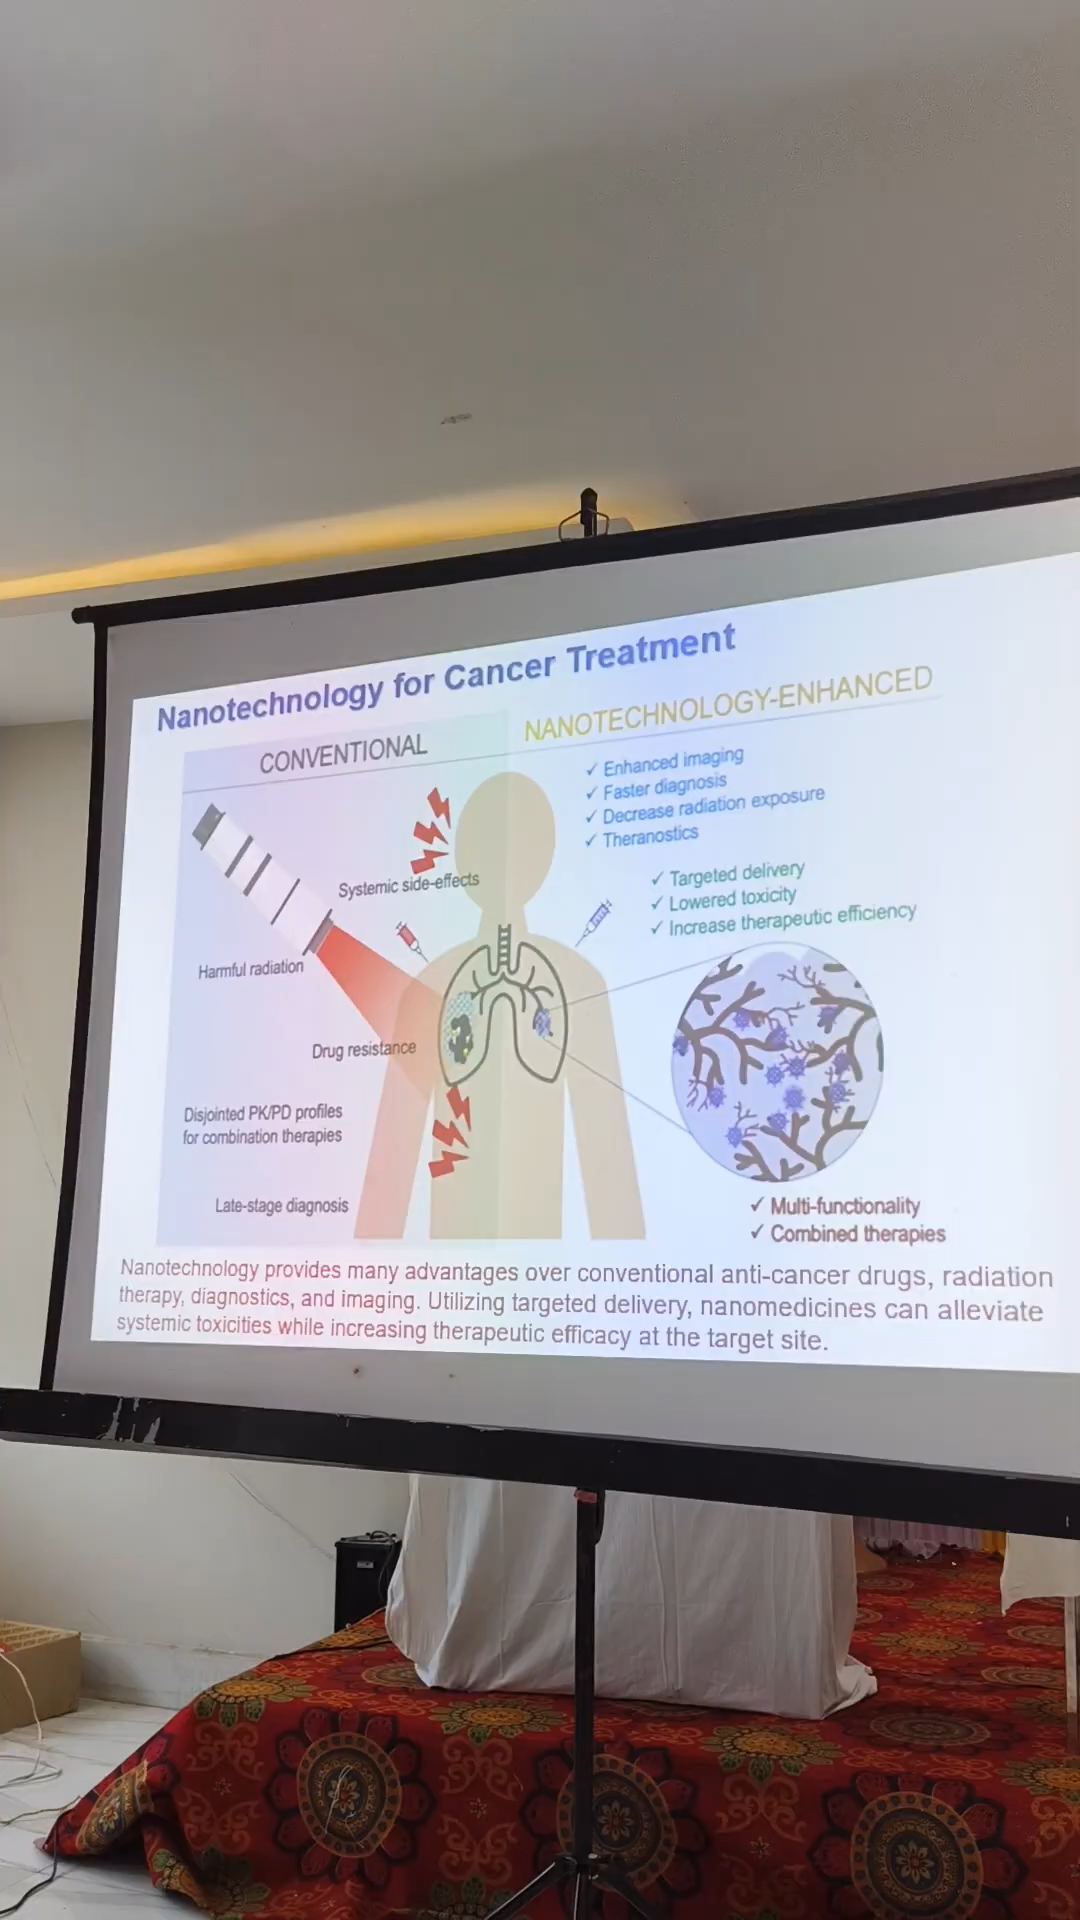 Nanotechnology for Cancer Treatment
CONVENTIONAL
NANOTECHNOLOGY-ENHANCED
✓ Enhanced imaging
✓ Faster diagnosis
✓ Decrease radiation exposure
✓ Theranostics
Systemic side-effects
✓ Targeted delivery
✓ Lowered toxicity
✓ Increase therapeutic efficiency
Harmful radiation
Drug resistance
Disjointed PK/PD profiles
for combination therapies
Late-stage diagnosis
✓ Multi-functionality
✓ Combined therapies
Nanotechnology provides many advantages over conventional anti-cancer drugs, radiation
therapy, diagnostics, and imaging. Utilizing targeted delivery, nanomedicines can alleviate
systemic toxicities while increasing therapeutic efficacy at the target site.